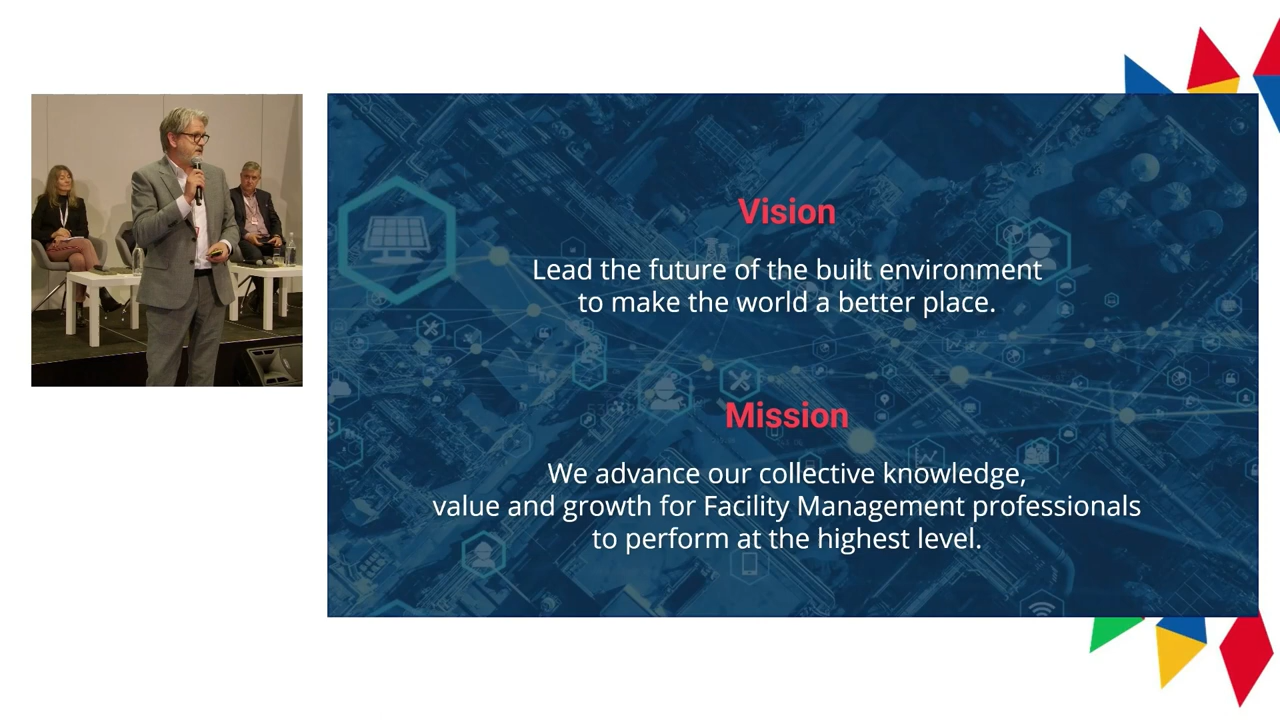 Vision
Lead the future of the built environment
to make the world a better place.
Mission
We advance our collective knowledge,
value and growth for Facility Management professionals
to perform at the highest level.